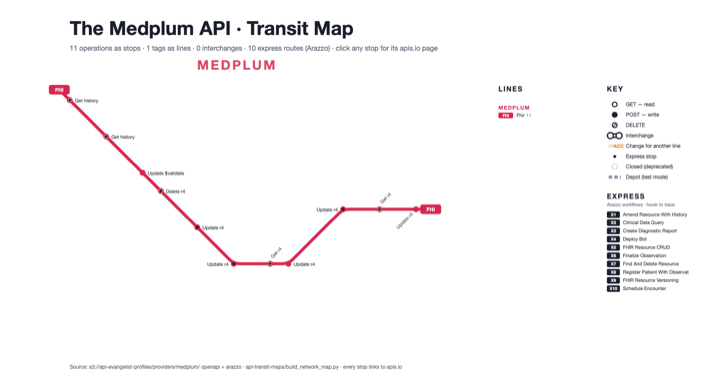 The Medplum API · Transit Map
11 operations as stops · 1 tags as lines · 0 interchanges · 10 express routes (Arazzo) · click any stop for its apis.io page
MEDPLUM
FHI
Get history
Get history
Update $validate
Delete r4
Update r4
Update r4
Get r4
Update r4
Update r4
Get r4
Update r4
FHI
LINES
MEDPLUM
FHI Fhir 11
KEY
GET — read
POST — write
DELETE
Interchange
Change for another line
Express stop
Closed (deprecated)
Depot (test mode)
EXPRESS
Arazzo workflows · hover to trace
X1 Amend Resource With History
X2 Clinical Data Query
X3 Create Diagnostic Report
X4 Deploy Bot
X5 FHIR Resource CRUD
X6 Finalize Observation
X7 Find And Delete Resource
X8 Register Patient With Observat
X9 FHIR Resource Versioning
X10 Schedule Encounter
Source: s3://api-evangelist-profiles/providers/medplum/ openapi + arazzo · api-transit-maps/build_network_map.py · every stop links to apis.io